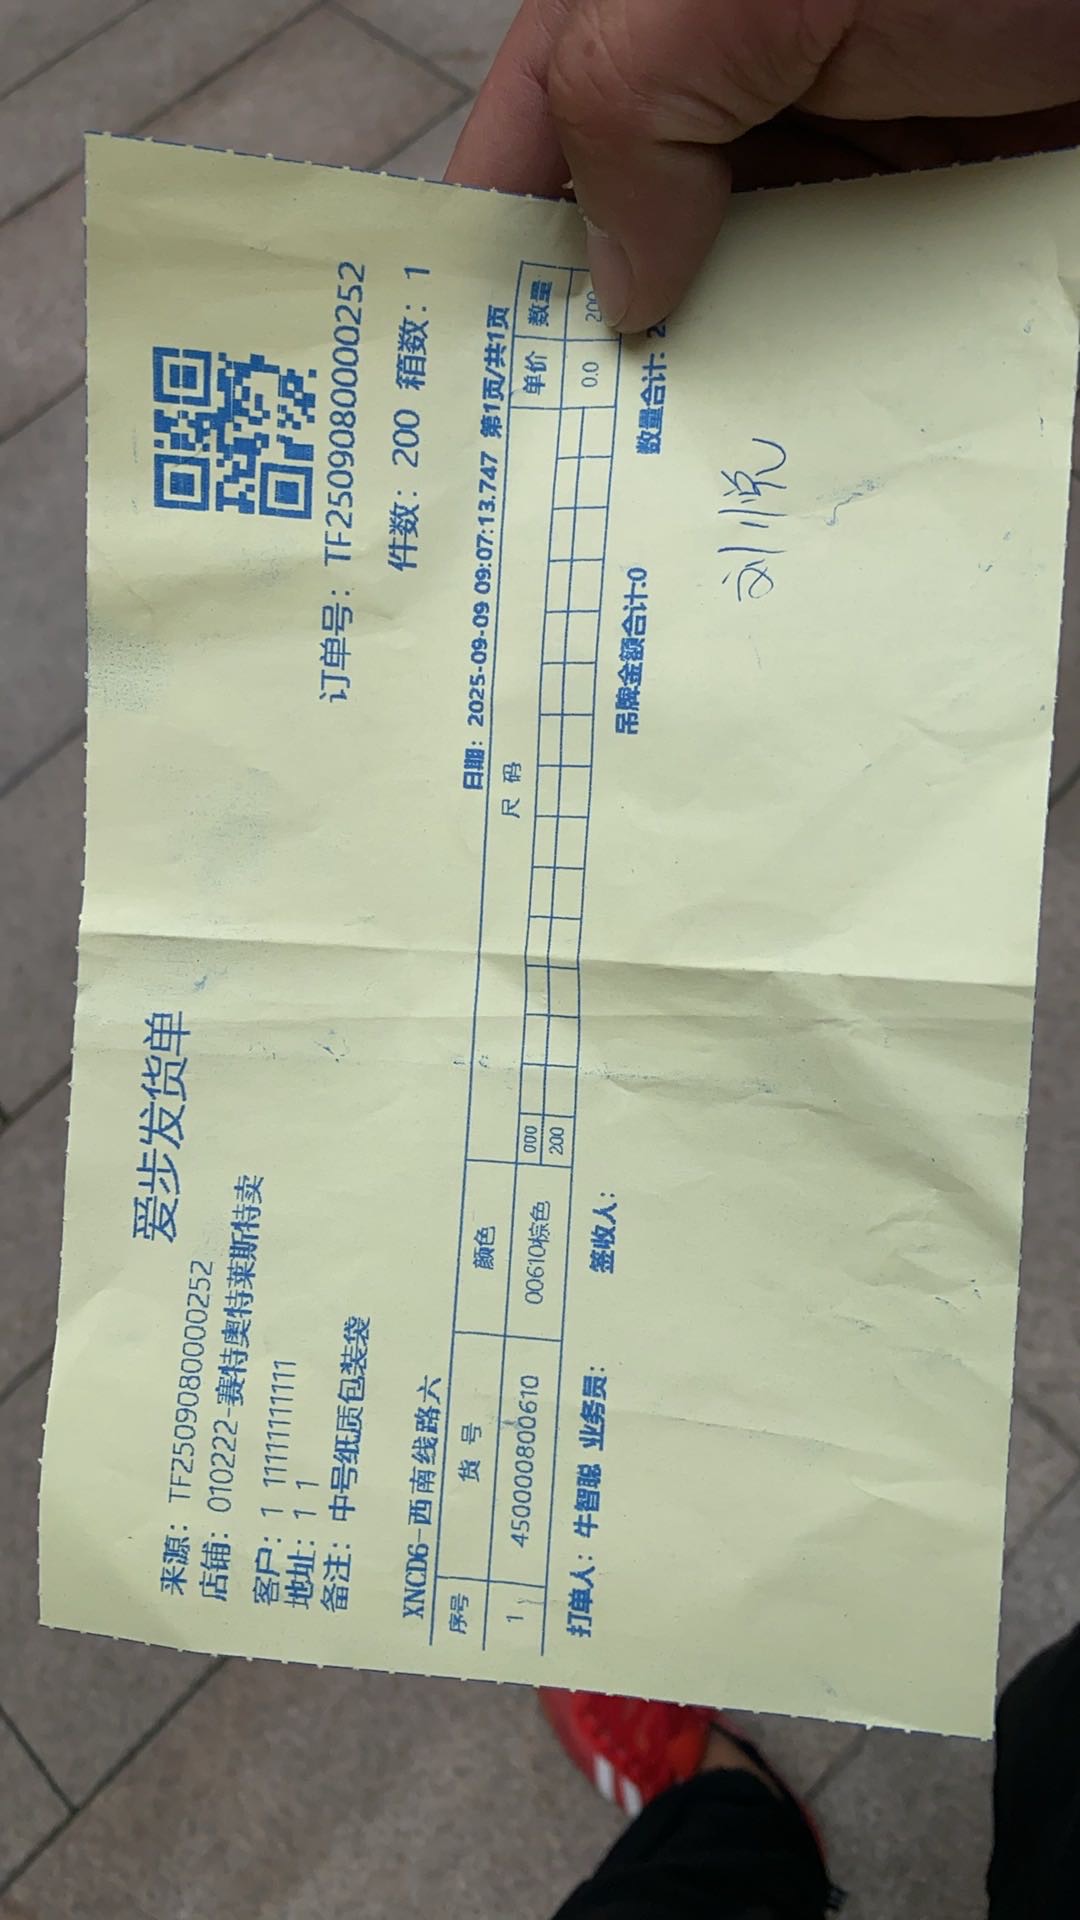 爱步发货单
来源：TF2509080000252
店铺：010222-赛特奥特莱斯特卖
客户：1 11111111111
地址：1 1
备注：中号纸质包装袋
订单号：TF2509080000252
件数：200 箱数：1
XNCD6-西南线路六
日期：2025-09-09 09:07:13.747 第1页/共1页
序号 货号 颜色 尺码 单价 数量
000
1 450000800610 00610棕色 200 0.0 200
打单人：牛智聪 业务员： 签收人： 吊牌金额合计:0 数量合计: 2
刘悦